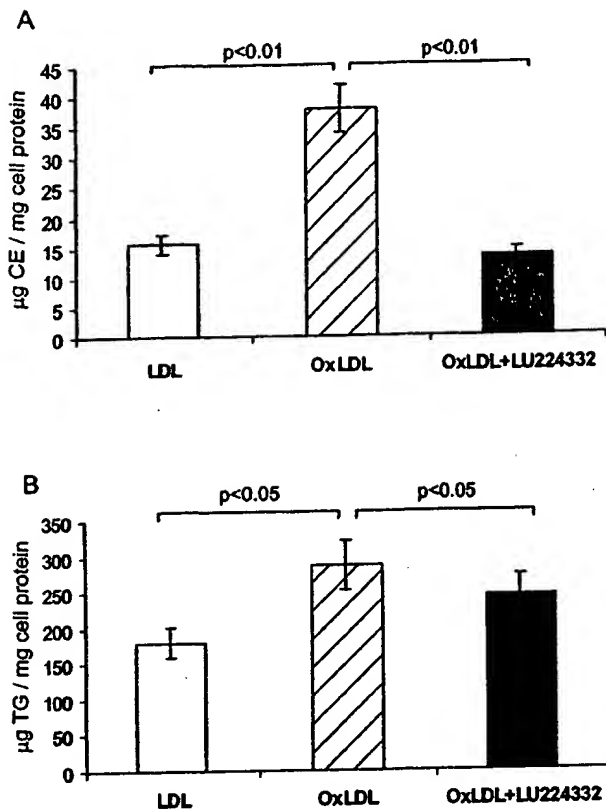 A
p<0.01 p<0.01
µg CE / mg cell protein
45
40
35
30
25
20
15
10
5
0
LDL OxLDL OxLDL+LU224332
B
p<0.05 p<0.05
µg TG / mg cell protein
350
300
250
200
150
100
50
0
LDL OxLDL OxLDL+LU224332